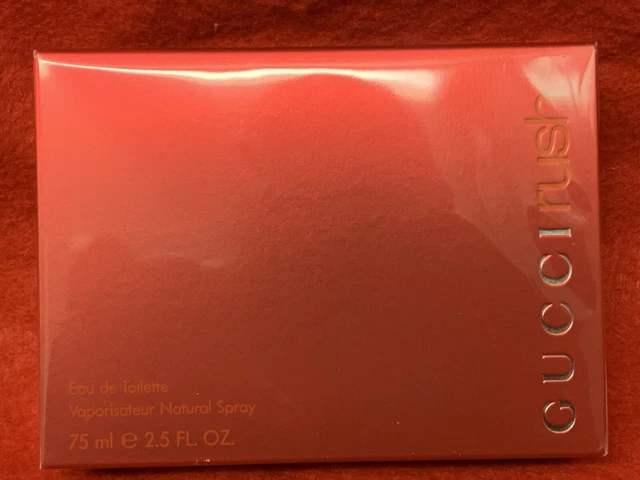 GUCCI rush
Eau de Toilette
Vaporisateur Natural Spray
75 ml e 2.5 FL. OZ.